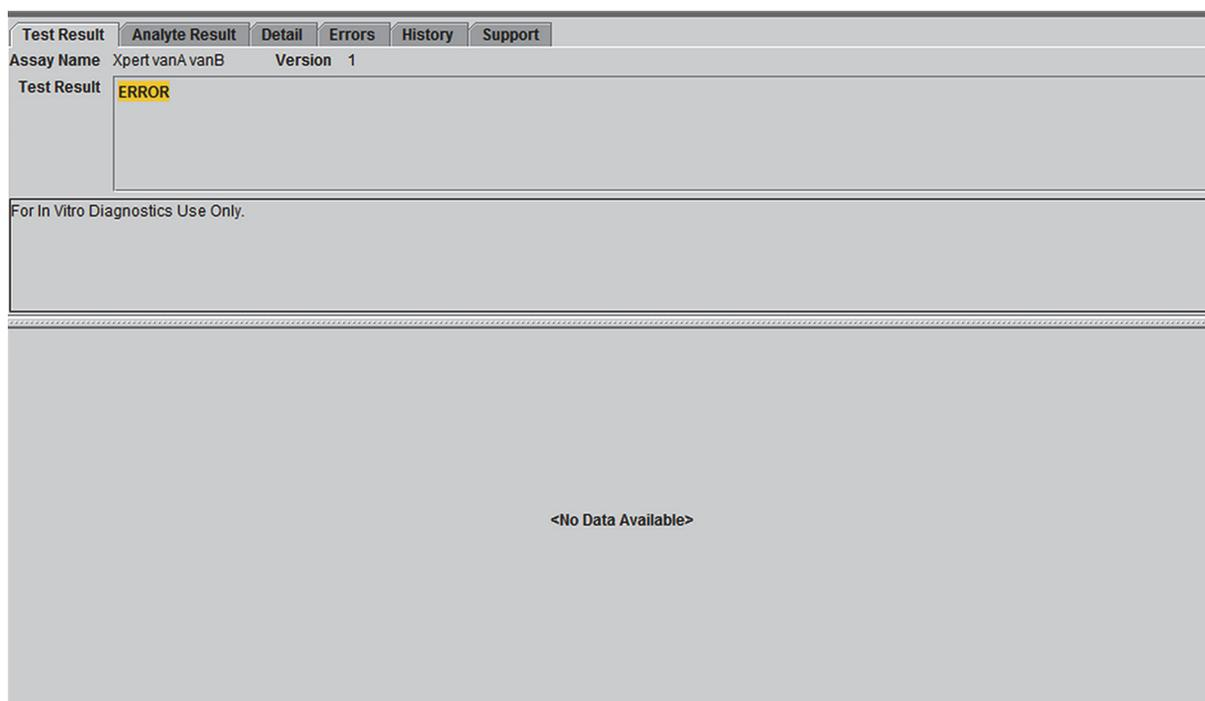 Test Result Analyte Result Detail Errors History Support
Assay Name Xpert vanA vanB Version 1
Test Result ERROR
For In Vitro Diagnostics Use Only.
<No Data Available>